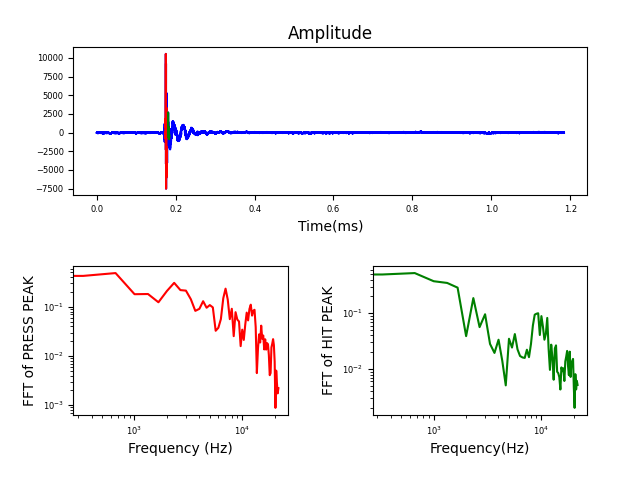 Amplitude
10000
7500
5000
2500
0
−2500
−5000
−7500
0.0 0.2 0.4 0.6 0.8 1.0 1.2
Time(ms)
FFT of PRESS PEAK
10⁻¹
10⁻²
10⁻³
10³ 10⁴
Frequency (Hz)
FFT of HIT PEAK
10⁻¹
10⁻²
10³ 10⁴
Frequency(Hz)